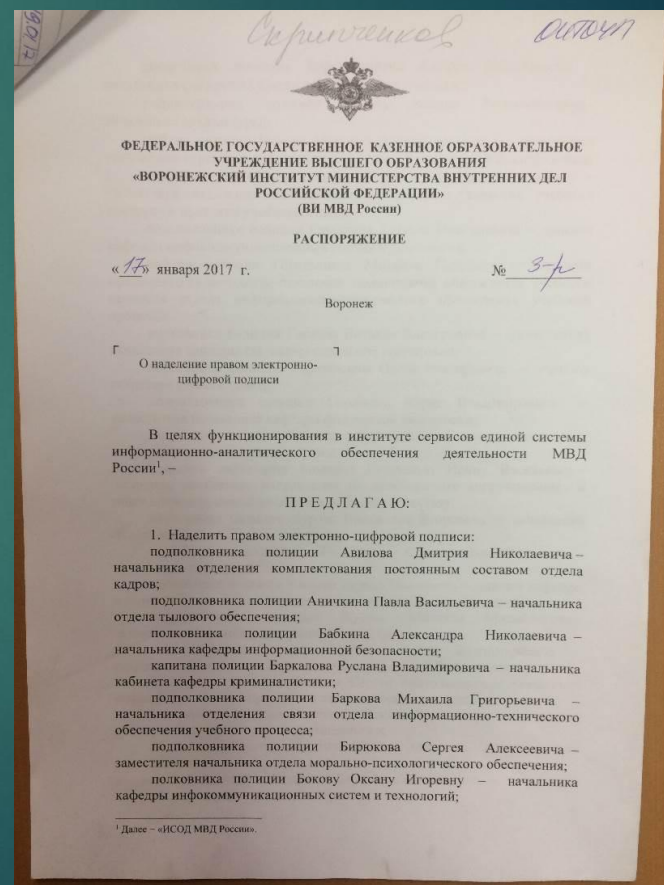 Скрипченков
ОИТОУП
ФЕДЕРАЛЬНОЕ ГОСУДАРСТВЕННОЕ КАЗЕННОЕ ОБРАЗОВАТЕЛЬНОЕ
УЧРЕЖДЕНИЕ ВЫСШЕГО ОБРАЗОВАНИЯ
«ВОРОНЕЖСКИЙ ИНСТИТУТ МИНИСТЕРСТВА ВНУТРЕННИХ ДЕЛ
РОССИЙСКОЙ ФЕДЕРАЦИИ»
(ВИ МВД России)
РАСПОРЯЖЕНИЕ
«17» января 2017 г. № 3-р
Воронеж
О наделение правом электронно-
цифровой подписи
В целях функционирования в институте сервисов единой системы
информационно-аналитического обеспечения деятельности МВД
России¹, –
ПРЕДЛАГАЮ:
1. Наделить правом электронно-цифровой подписи:
подполковника полиции Авилова Дмитрия Николаевича –
начальника отделения комплектования постоянным составом отдела
кадров;
подполковника полиции Аничкина Павла Васильевича – начальника
отдела тылового обеспечения;
полковника полиции Бабкина Александра Николаевича –
начальника кафедры информационной безопасности;
капитана полиции Баркалова Руслана Владимировича – начальника
кабинета кафедры криминалистики;
подполковника полиции Баркова Михаила Григорьевича –
начальника отделения связи отдела информационно-технического
обеспечения учебного процесса;
подполковника полиции Бирюкова Сергея Алексеевича –
заместителя начальника отдела морально-психологического обеспечения;
полковника полиции Бокову Оксану Игоревну – начальника
кафедры инфокоммуникационных систем и технологий;
¹ Далее – «ИСОД МВД России».